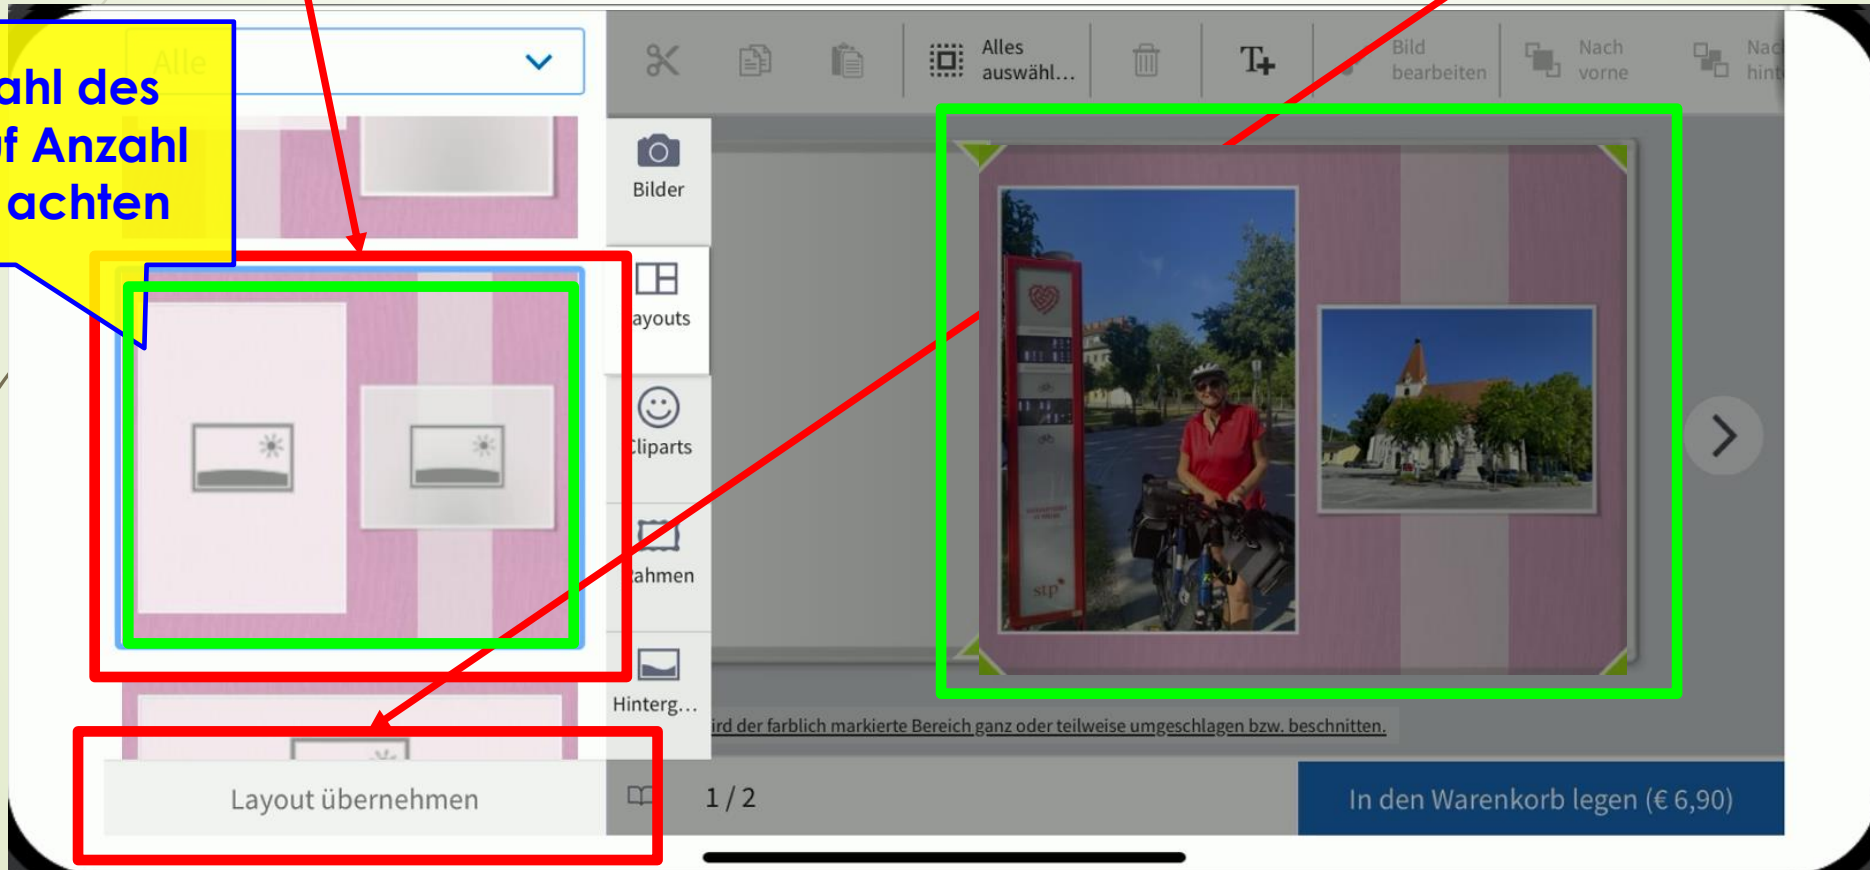 Alle
ahl des
f Anzahl
achten
Alles
auswähl...
T+
Bild
bearbeiten
Nach
vorne
Nac
hint
Bilder
ayouts
Cliparts
Rahmen
Hinterg...
stp
ird der farblich markierte Bereich ganz oder teilweise umgeschlagen bzw. beschnitten.
Layout übernehmen
1 / 2
In den Warenkorb legen (€ 6,90)